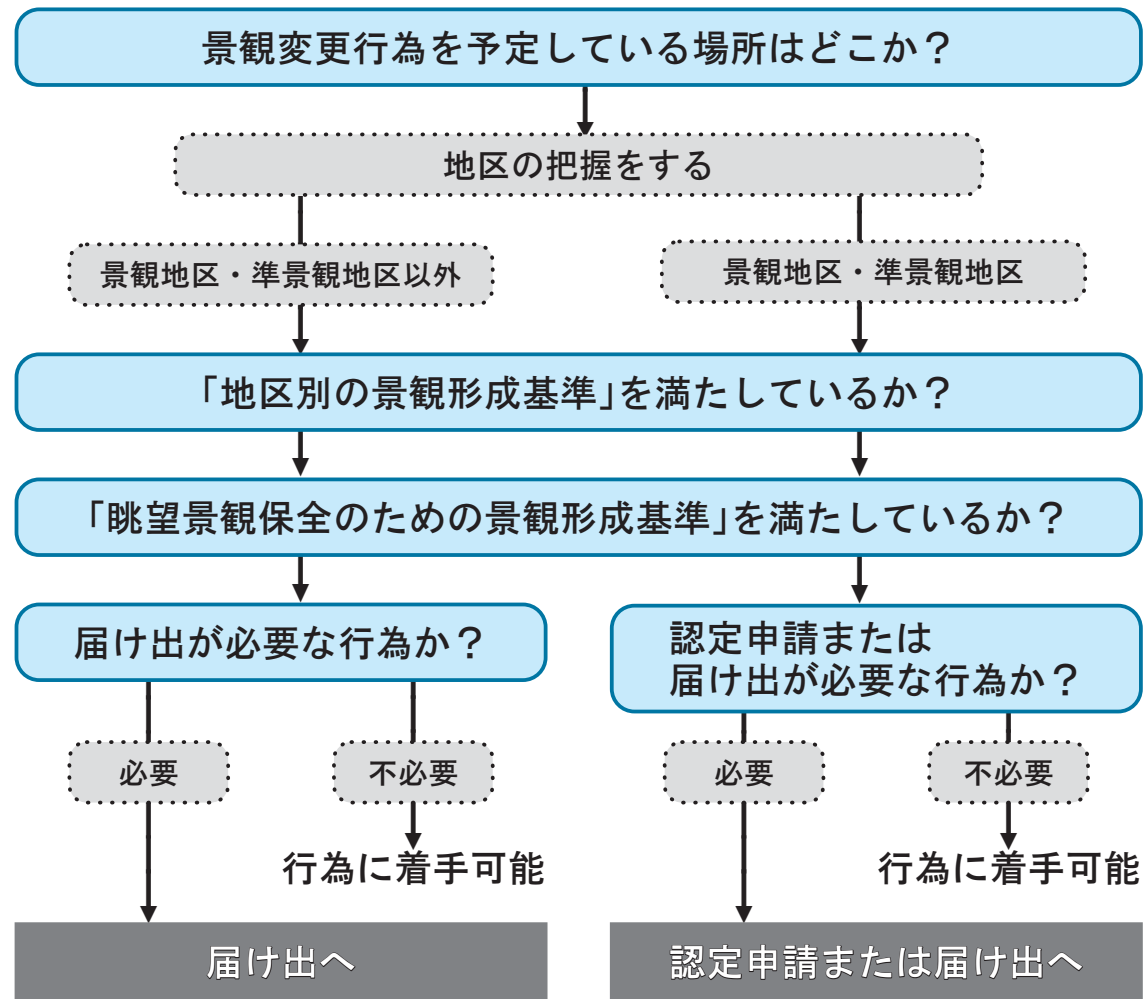 景観変更行為を予定している場所はどこか？
地区の把握をする
景観地区・準景観地区以外
景観地区・準景観地区
「地区別の景観形成基準」を満たしているか？
「眺望景観保全のための景観形成基準」を満たしているか？
届け出が必要な行為か？
認定申請または
届け出が必要な行為か？
必要
不必要
必要
不必要
行為に着手可能
行為に着手可能
届け出へ
認定申請または届け出へ